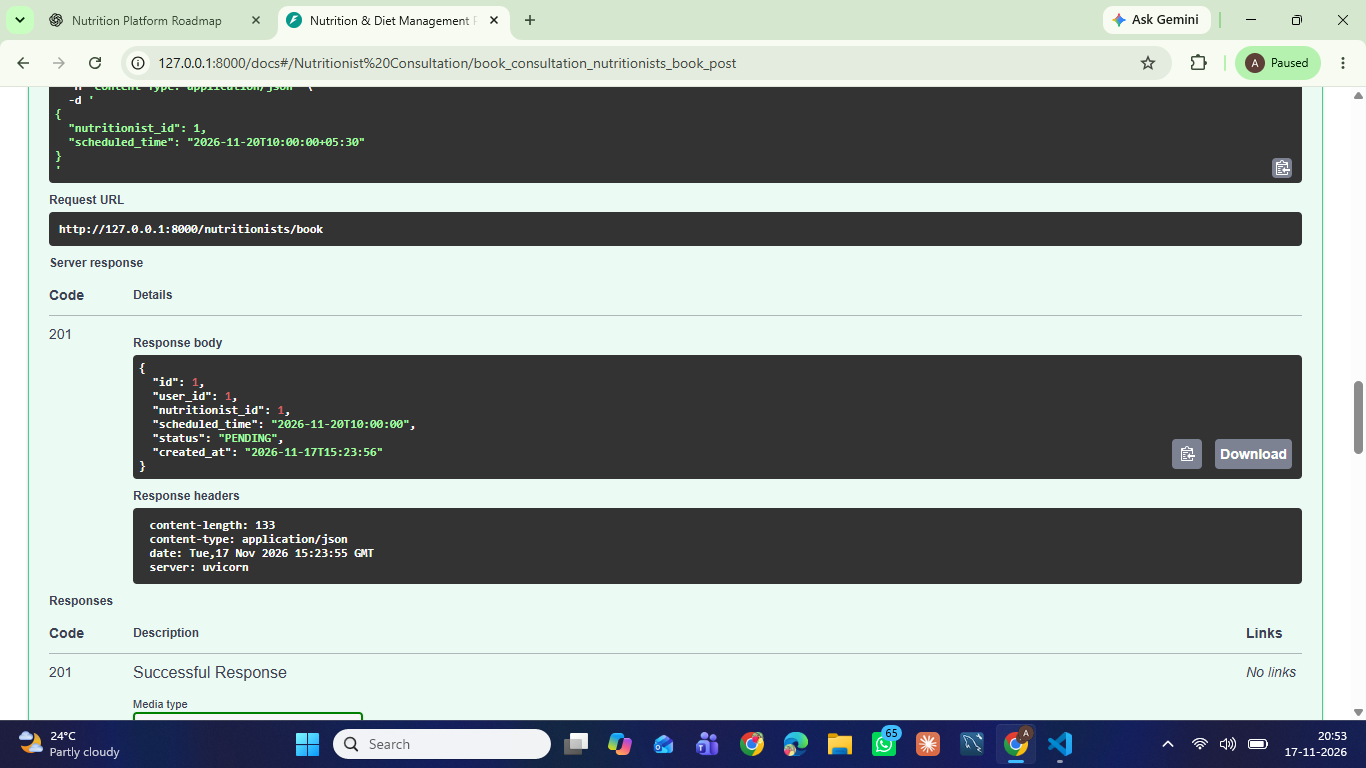 Nutrition Platform Roadmap
Nutrition & Diet Management
Ask Gemini
127.0.0.1:8000/docs#/Nutritionist%20Consultation/book_consultation_nutritionists_book_post
A
Paused
-d '
{
"nutritionist_id": 1,
"scheduled_time": "2026-11-20T10:00:00+05:30"
}
'
Request URL
http://127.0.0.1:8000/nutritionists/book
Server response
Code Details
201
Response body
{
"id": 1,
"user_id": 1,
"nutritionist_id": 1,
"scheduled_time": "2026-11-20T10:00:00",
"status": "PENDING",
"created_at": "2026-11-17T15:23:56"
}
Download
Response headers
content-length: 133
content-type: application/json
date: Tue,17 Nov 2026 15:23:55 GMT
server: uvicorn
Responses
Code Description Links
201 Successful Response No links
Media type
24°C
Partly cloudy
Search
65
A
20:53
17-11-2026